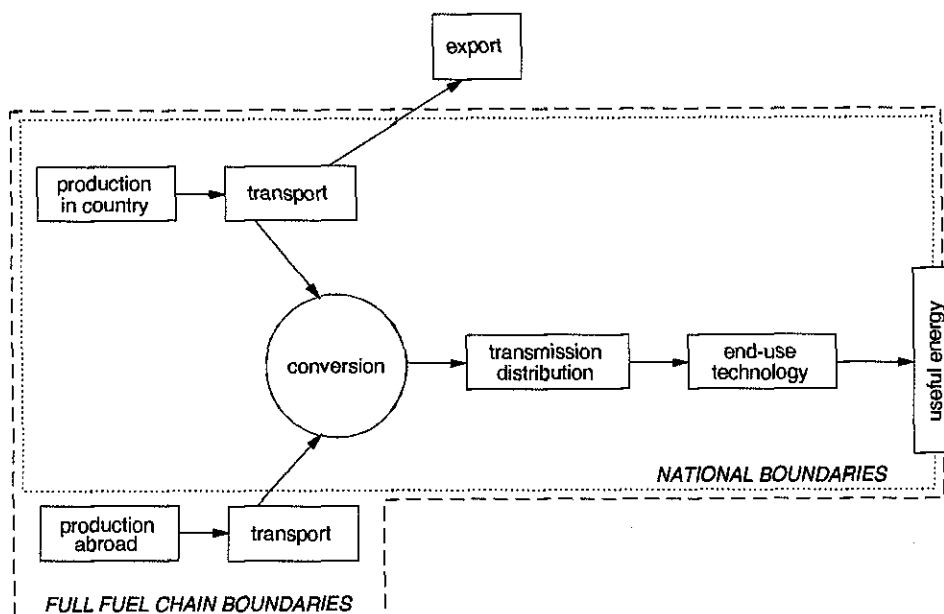 export
production
in country
transport
conversion
transmission
distribution
end-use
technology
useful energy
NATIONAL BOUNDARIES
production
abroad
transport
FULL FUEL CHAIN BOUNDARIES